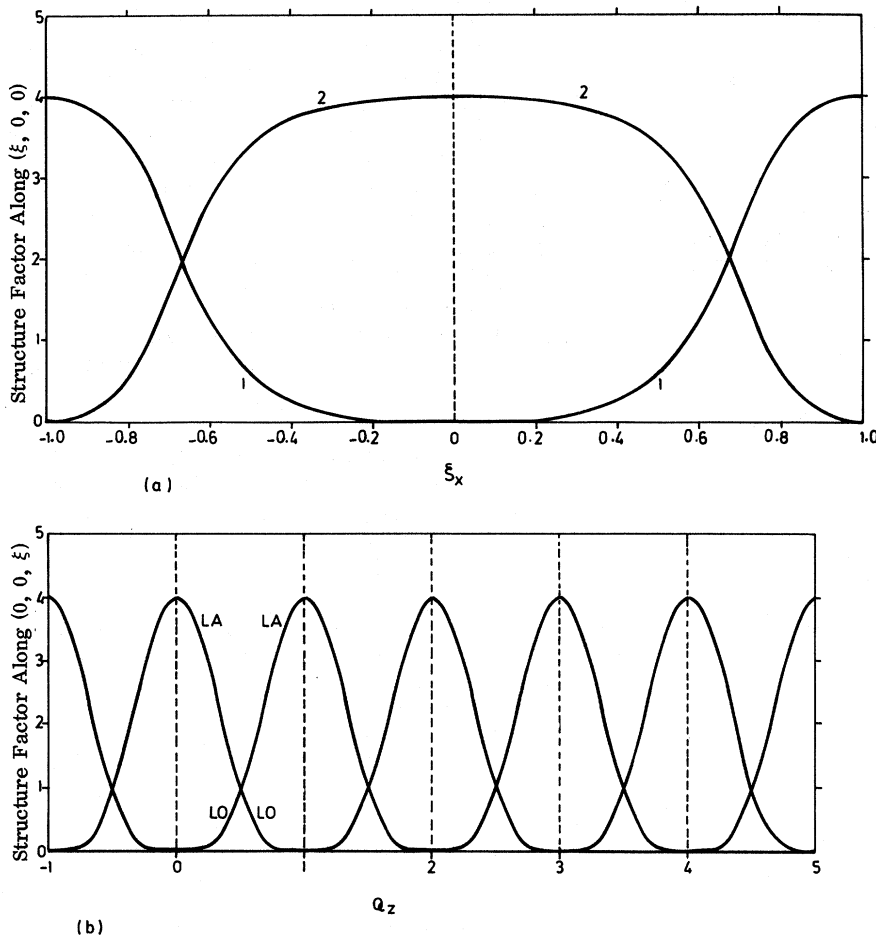 Structure Factor Along (ξ, 0, 0)
5
4
3
2
1
0
2
2
1
1
-1.0 -0.8 -0.6 -0.4 -0.2 0 0.2 0.4 0.6 0.8 1.0
ξx
(a)
Structure Factor Along (0, 0, ξ)
5
4
3
2
1
0
LA LA
LO LO
-1 0 1 2 3 4 5
Qz
(b)